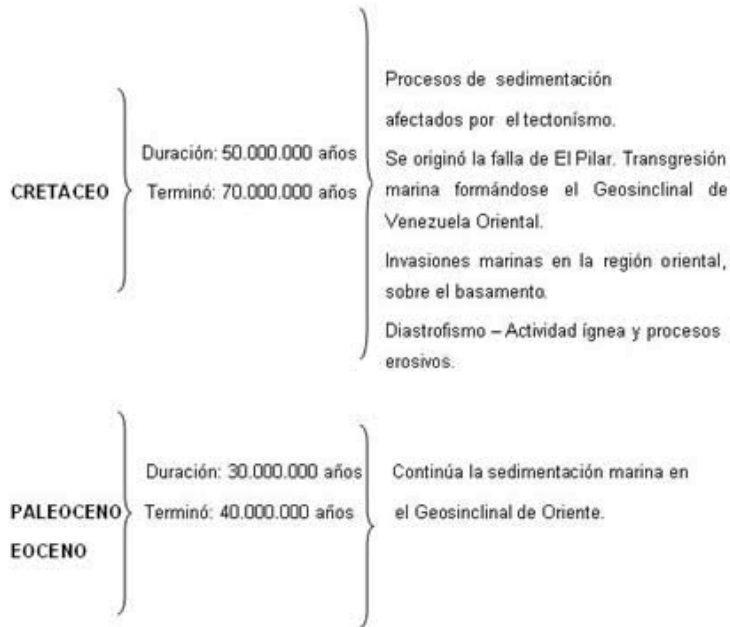 CRETÁCEO
Duración: 50.000.000 años
Terminó: 70.000.000 años
Procesos de sedimentación
afectados por el tectonísmo.
Se originó la falla de El Pilar. Transgresión
marina formándose el Geosinclinal de
Venezuela Oriental.
Invasiones marinas en la región oriental,
sobre el basamento.
Diastrofismo – Actividad ígnea y procesos
erosivos.
PALEOCENO
EOCENO
Duración: 30.000.000 años
Terminó: 40.000.000 años
Continúa la sedimentación marina en
el Geosinclinal de Oriente.